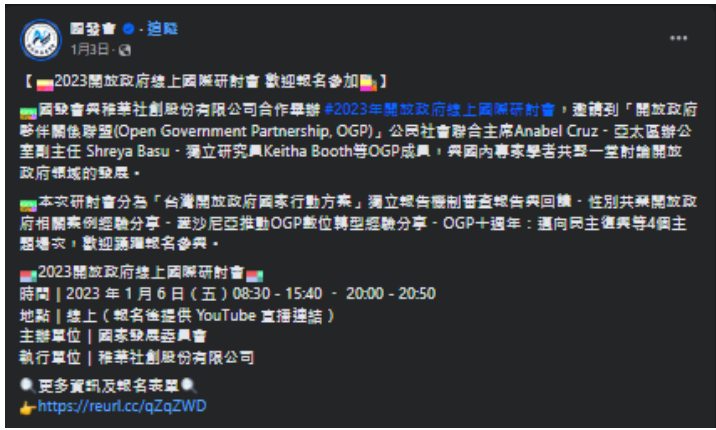 國發會 · 追蹤
1月3日 ·
【2023開放政府線上國際研討會 歡迎報名參加】
國發會與雅華社創股份有限公司合作舉辦 #2023年開放政府線上國際研討會，邀請到「開放政府
夥伴關係聯盟(Open Government Partnership, OGP)」公民社會聯合主席Anabel Cruz、亞太區辦公
室副主任 Shreya Basu、獨立研究員Keitha Booth等OGP成員，與國內專家學者共聚一堂討論開放
政府領域的發展。
本次研討會分為「台灣開放政府國家行動方案」獨立報告機制審查報告與回饋、性別共榮開放政
府相關案例經驗分享、愛沙尼亞推動OGP數位轉型經驗分享、OGP十週年：邁向民主復興等4個主
題場次，歡迎踴躍報名參與。
2023開放政府線上國際研討會
時間 | 2023 年 1 月 6 日（五）08:30 - 15:40 、 20:00 - 20:50
地點 | 線上（報名後提供 YouTube 直播連結）
主辦單位 | 國家發展委員會
執行單位 | 雅華社創股份有限公司
更多資訊及報名表單
https://reurl.cc/qZqZWD